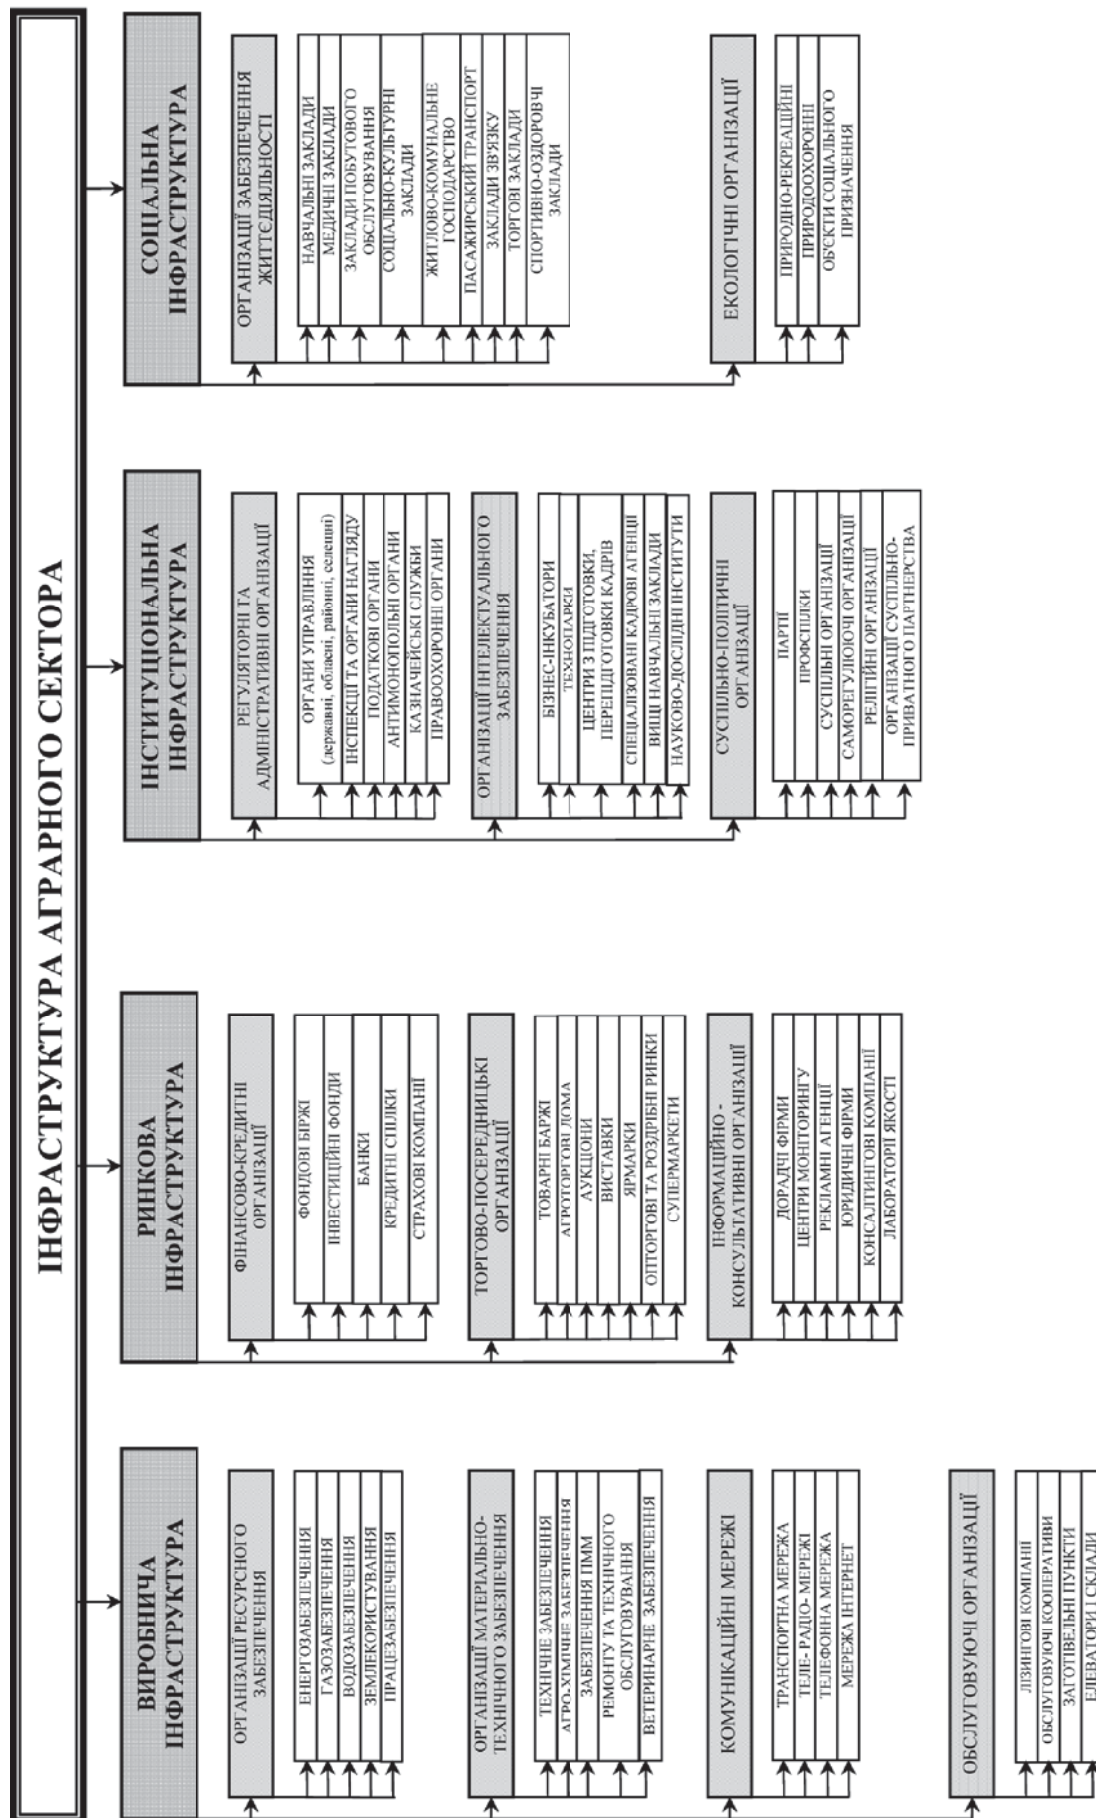 ІНФРАСТРУКТУРА АГРАРНОГО СЕКТОРА
ВИРОБНИЧА
ІНФРАСТРУКТУРА
ОРГАНІЗАЦІЇ РЕСУРСНОГО
ЗАБЕЗПЕЧЕННЯ
ЕНЕРГОЗАБЕЗПЕЧЕННЯ
ГАЗОЗАБЕЗПЕЧЕННЯ
ВОДОЗАБЕЗПЕЧЕННЯ
ЗЕМЛЕКОРИСТУВАННЯ
ПРАЦЕЗАБЕЗПЕЧЕННЯ
ОРГАНІЗАЦІЇ МАТЕРІАЛЬНО-
ТЕХНІЧНОГО ЗАБЕЗПЕЧЕННЯ
ТЕХНІЧНЕ ЗАБЕЗПЕЧЕННЯ
АГРО-ХІМІЧНЕ ЗАБЕЗПЕЧЕННЯ
ЗАБЕЗПЕЧЕННЯ ПММ
РЕМОНТУ ТА ТЕХНІЧНОГО
ОБСЛУГОВУВАННЯ
ВЕТЕРИНАРНЕ ЗАБЕЗПЕЧЕННЯ
КОМУНІКАЦІЙНІ МЕРЕЖІ
ТРАНСПОРТНА МЕРЕЖА
ТЕЛЕ- РАДІО- МЕРЕЖІ
ТЕЛЕФОННА МЕРЕЖА
МЕРЕЖА ІНТЕРНЕТ
ОБСЛУГОВУЮЧІ ОРГАНІЗАЦІЇ
ЛІЗИНГОВІ КОМПАНІЇ
ОБСЛУГОВУЮЧІ КООПЕРАТИВИ
ЗАГОТІВЕЛЬНІ ПУНКТИ
ЕЛЕВАТОРИ І СКЛАДИ
РИНКОВА
ІНФРАСТРУКТУРА
ФІНАНСОВО-КРЕДИТНІ
ОРГАНІЗАЦІЇ
ФОНДОВІ БІРЖІ
ІНВЕСТИЦІЙНІ ФОНДИ
БАНКИ
КРЕДИТНІ СПІЛКИ
СТРАХОВІ КОМПАНІЇ
ТОРГОВО-ПОСЕРЕДНИЦЬКІ
ОРГАНІЗАЦІЇ
ТОВАРНІ БАРЖІ
АГРОТОРГОВІ ДОМА
АУКЦІОНИ
ВИСТАВКИ
ЯРМАРКИ
ОПТОРГОВІ ТА РОЗДРІБНІ РИНКИ
СУПЕРМАРКЕТИ
ІНФОРМАЦІЙНО -
КОНСУЛЬТАТИВНІ ОРГАНІЗАЦІЇ
ДОРАДЧІ ФІРМИ
ЦЕНТРИ МОНІТОРИНГУ
РЕКЛАМНІ АГЕНЦІЇ
ЮРИДИЧНІ ФІРМИ
КОНСАЛТИНГОВІ КОМПАНІЇ
ЛАБОРАТОРІЇ ЯКОСТІ
ІНСТИТУЦІОНАЛЬНА
ІНФРАСТРУКТУРА
РЕГУЛЯТОРНІ ТА
АДМІНІСТРАТИВНІ ОРГАНІЗАЦІЇ
ОРГАНИ УПРАВЛІННЯ
(державні, обласні, районні, селещні)
ІНСПЕКЦІЇ ТА ОРГАНИ НАГЛЯДУ
ПОДАТКОВІ ОРГАНИ
АНТИМОНОПОЛЬНІ ОРГАНИ
КАЗНАЧЕЙСЬКІ СЛУЖБИ
ПРАВООХОРОННІ ОРГАНИ
ОРГАНІЗАЦІЇ ІНТЕЛЕКТУАЛЬНОГО
ЗАБЕЗПЕЧЕННЯ
БІЗНЕС-ІНКУБАТОРИ
ТЕХНОПАРКИ
ЦЕНТРИ З ПІДГСТОВКИ,
ПЕРЕПІДГОТОВКИ КАДРІВ
СПЕЦІАЛІЗОВАНІ КАДРОВІ АГЕНЦІЇ
ВИЩІ НАВЧАЛЬНІ ЗАКЛАДИ
НАУКОВО-ДОСЛІДНІ ІНСТИТУТИ
СУСПІЛЬНО-ПОЛІТИЧНІ
ОРГАНІЗАЦІЇ
ПАРТІЇ
ПРОФСПІЛКИ
СУСПІЛЬНІ ОРГАНІЗАЦІЇ
САМОРЕГУЛЮЮЧІ ОРГАНІЗАЦІЇ
РЕЛІГІЙНІ ОРГАНІЗАЦІЇ
ОРГАНІЗАЦІЇ СУСПІЛЬНО-
ПРИВАТНОГО ПАРТНЕРСТВА
СОЦІАЛЬНА
ІНФРАСТРУКТУРА
ОРГАНІЗАЦІЇ ЗАБЕЗПЕЧЕННЯ
ЖИТТЄДІЯЛЬНОСТІ
НАВЧАЛЬНІ ЗАКЛАДИ
МЕДИЧНІ ЗАКЛАДИ
ЗАКЛАДИ ПОБУТОВОГО
ОБСЛУГОВУВАННЯ
СОЦІАЛЬНО-КУЛЬТУРНІ
ЗАКЛАДИ
ЖИТЛОВО-КОМУНАЛЬНЕ
ГОСПОДАРСТВО
ПАСАЖИРСЬКИЙ ТРАНСПОРТ
ЗАКЛАДИ ЗВ'ЯЗКУ
ТОРГОВІ ЗАКЛАДИ
СПОРТИВНО-ОЗДОРОВЧІ
ЗАКЛАДИ
ЕКОЛОГІЧНІ ОРГАНІЗАЦІЇ
ПРИРОДНО-РЕКРЕАЦІЙНІ
ПРИРОДООХОРОННІ
ОБ'ЄКТИ СОЦІАЛЬНОГО
ПРИЗНАЧЕННЯ